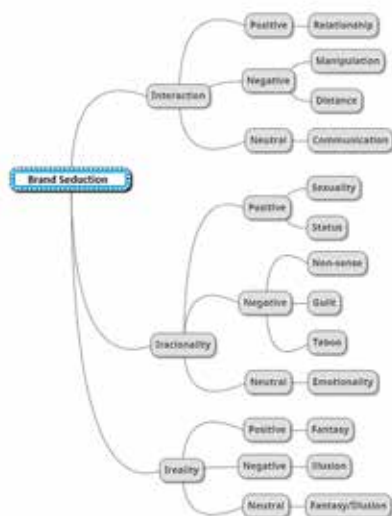 Positive
Relationship
Manipulation
Interaction
Negative
Distance
Neutral
Communication
Brand Seduction
Sexuality
Positive
Status
Non-sense
Negative
Guilt
Taboo
Iracionality
Neutral
Emotionality
Positive
Fantasy
Ireality
Negative
Illusion
Neutral
Fantasy/Illusion